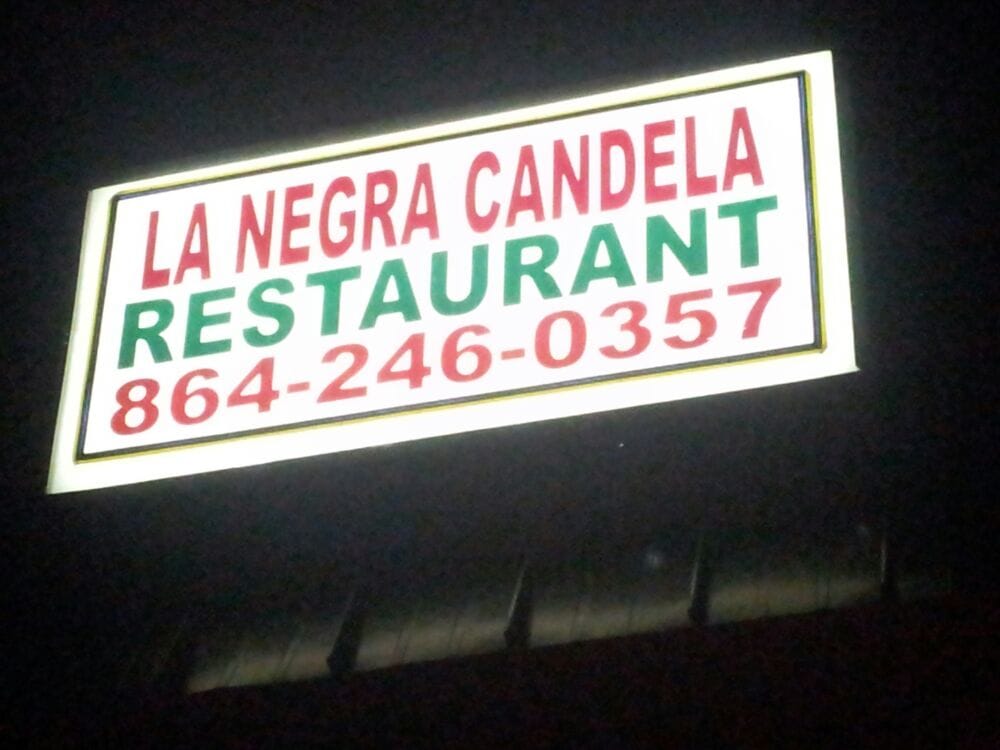 LA NEGRA CANDELA
RESTAURANT
864-246-0357